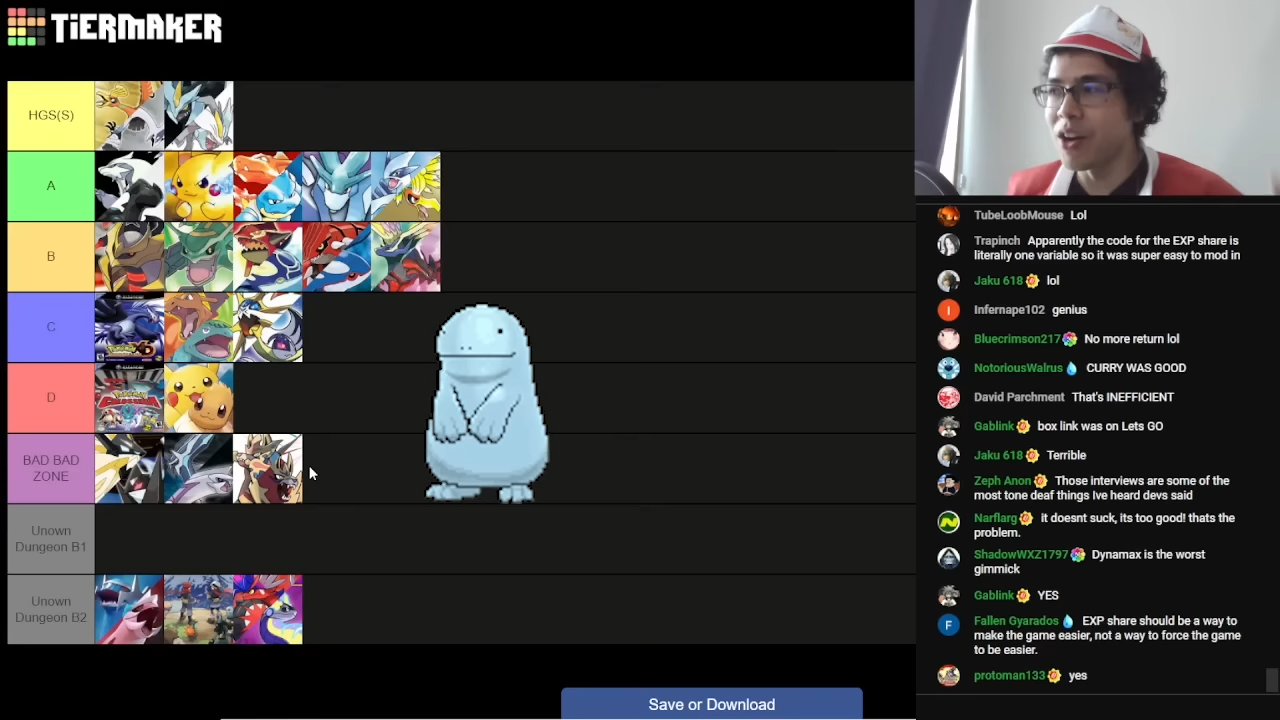 TIERMAKER
HGS(S)
A
B
C
D
BAD BAD
ZONE
Unown
Dungeon B1
Unown
Dungeon B2
Save or Download
TubeLoobMouse Lol
Trapinch Apparently the code for the EXP share is
literally one variable so it was super easy to mod in
Jaku 618 lol
Infernape102 genius
Bluecrimson217 No more return lol
NotoriousWalrus CURRY WAS GOOD
David Parchment That's INEFFICIENT
Gablink box link was on Lets GO
Jaku 618 Terrible
Zeph Anon Those interviews are some of the
most tone deaf things Ive heard devs said
Narflarg it doesnt suck, its too good! thats the
problem.
ShadowWXZ1797 Dynamax is the worst
gimmick
Gablink YES
Fallen Gyarados EXP share should be a way to
make the game easier, not a way to force the game
to be easier.
protoman133 yes